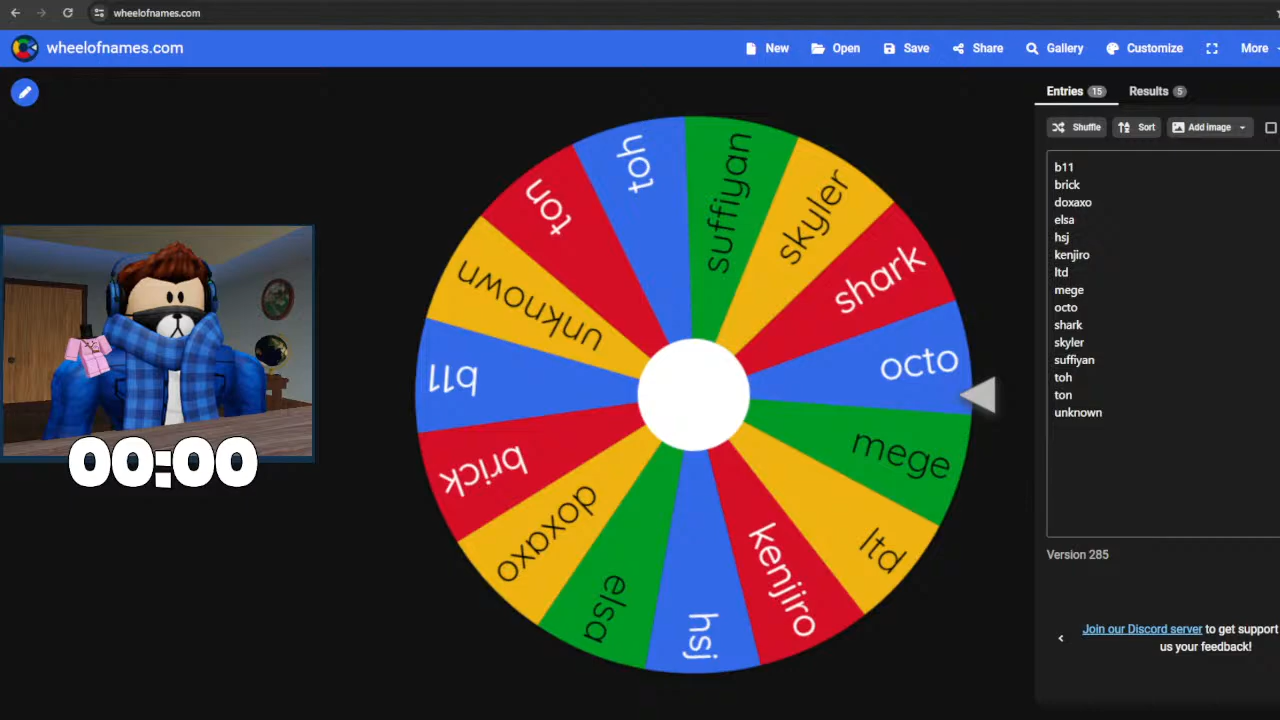 wheelofnames.com
wheelofnames.com
New
Open
Save
Share
Gallery
Customize
More
Entries 15
Results 5
Shuffle
Sort
Add image
b11
brick
doxaxo
elsa
hsj
kenjiro
ltd
mege
octo
shark
skyler
suffiyan
toh
ton
unknown
toh
suffiyan
skyler
ton
shark
unknown
octo
b11
mege
brick
doxaxo
ltd
kenjiro
elsa
hsj
00:00
Version 285
Join our Discord server to get support
us your feedback!